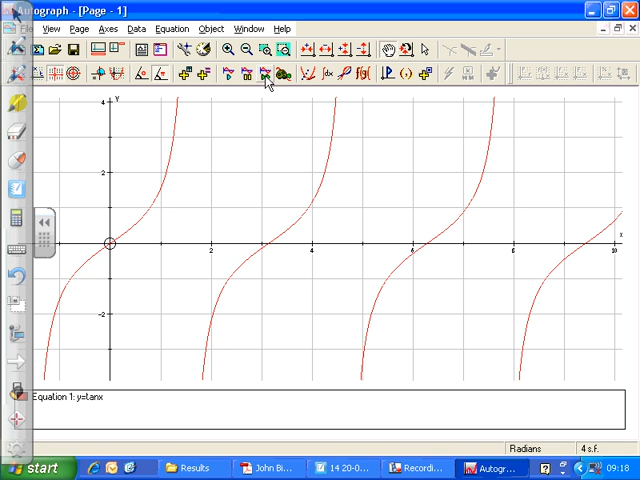 Autograph - [Page - 1]
File View Page Axes Data Equation Object Window Help
f(g)
4
y
2
-2
2
4
6
8
10
x
Equation 1: y=tanx
Radians
4 s.f.
start
Results
John Bi...
14 20-0...
Recordi...
Autogr...
09:18